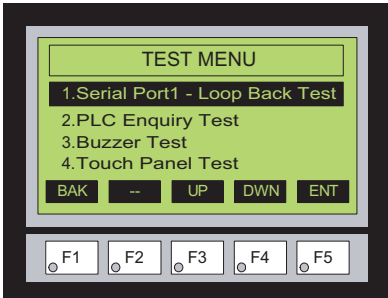 TEST MENU
1.Serial Port1 - Loop Back Test
2.PLC Enquiry Test
3.Buzzer Test
4.Touch Panel Test
BAK -- UP DWN ENT
F1 F2 F3 F4 F5